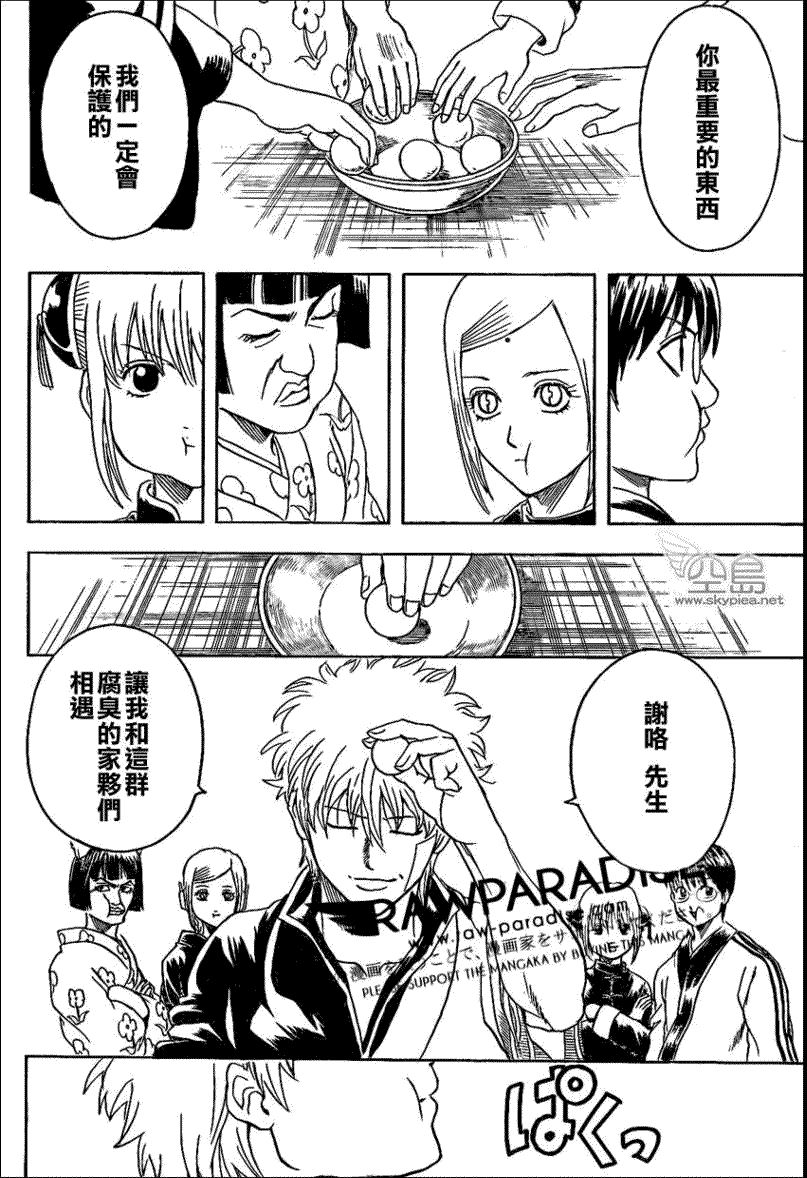 你最重要的東西
我們一定會
保護的
空島
www.skypiea.net
謝咯 先生
讓我和這群
腐臭的家夥們
相遇
RAWPARADISE
PLEASE SUPPORT THE MANGAKA BY BUYING THE MANGA
ぱくっ